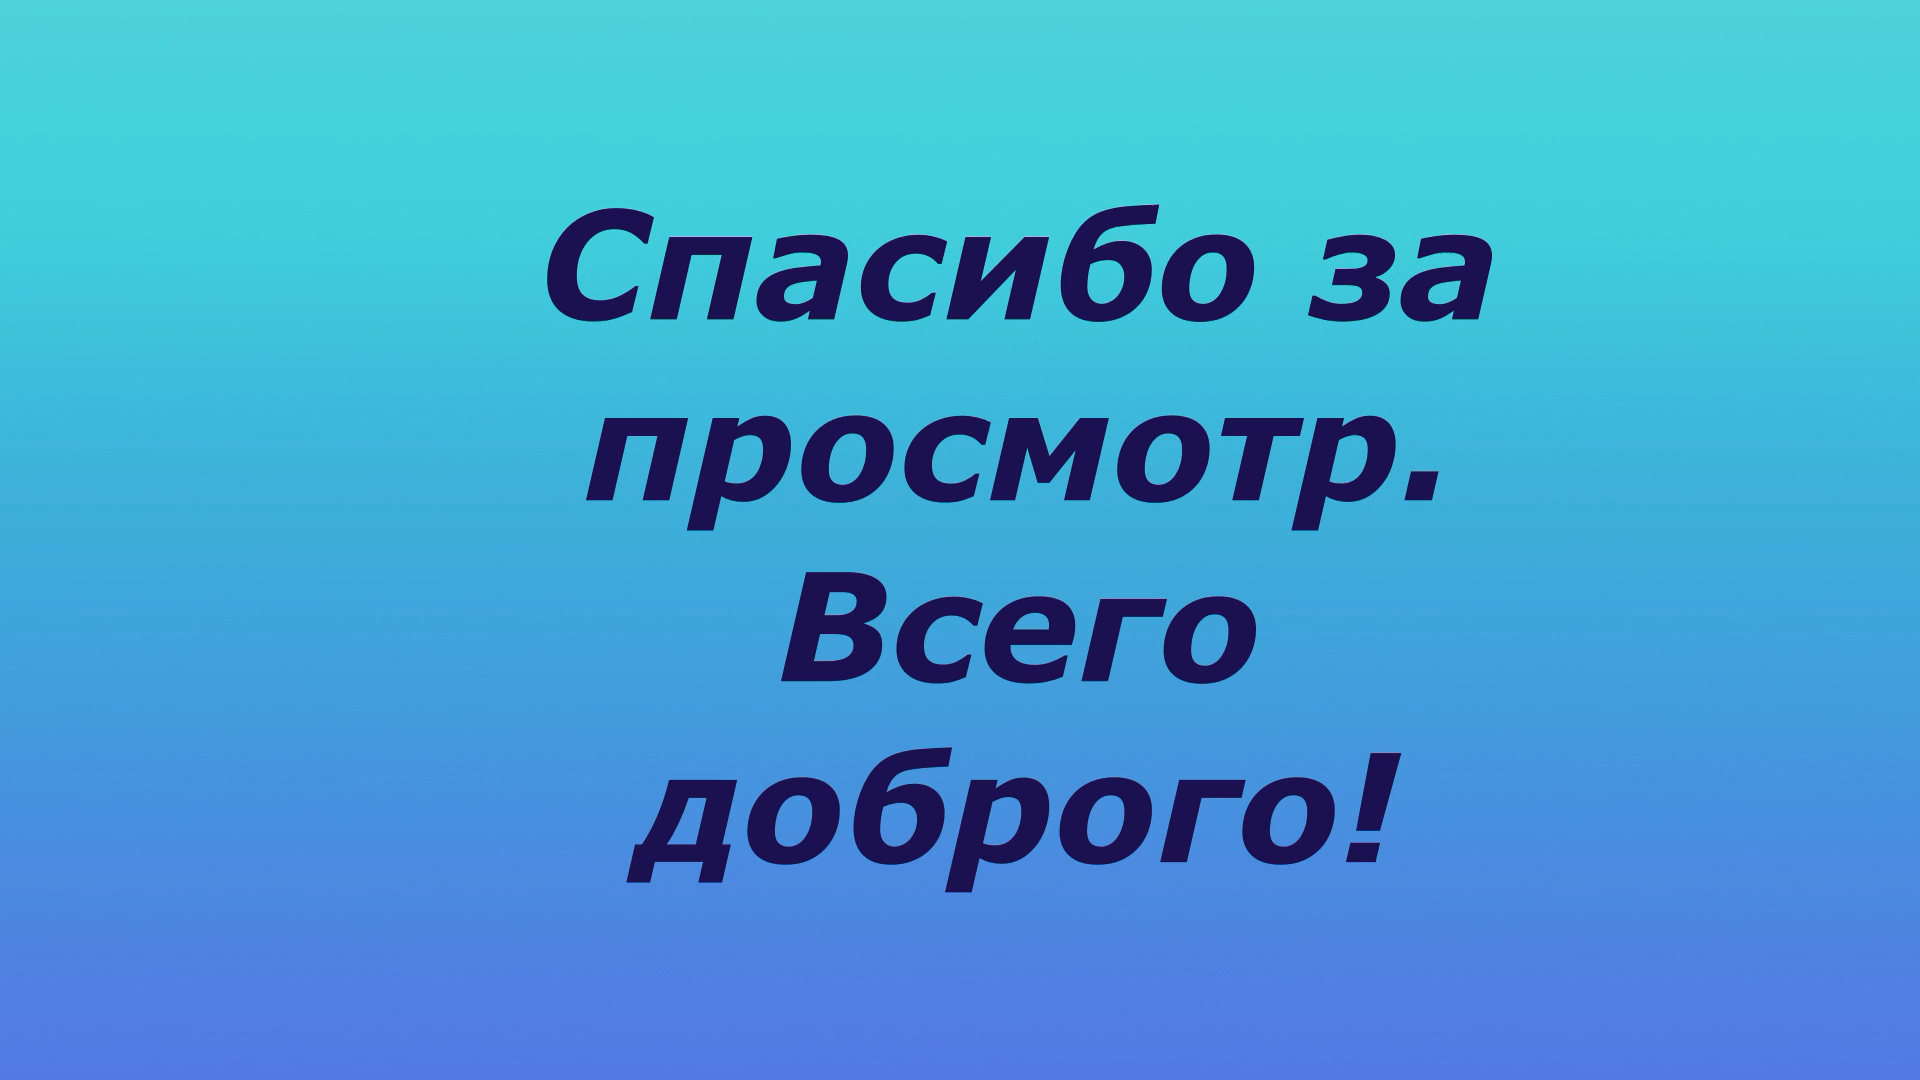 Спасибо за
просмотр.
Всего
доброго!